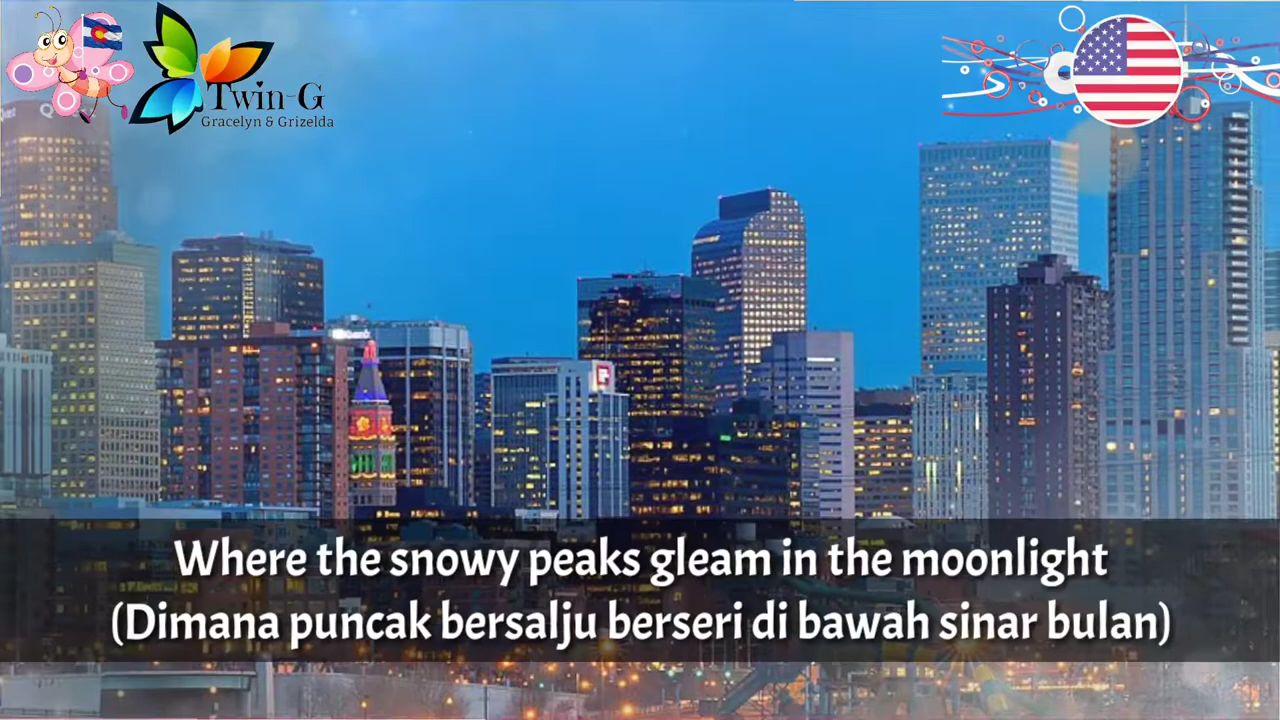 Twin-G
Gracelyn & Grizelda
Where the snowy peaks gleam in the moonlight
(Dimana puncak bersalju berseri di bawah sinar bulan)